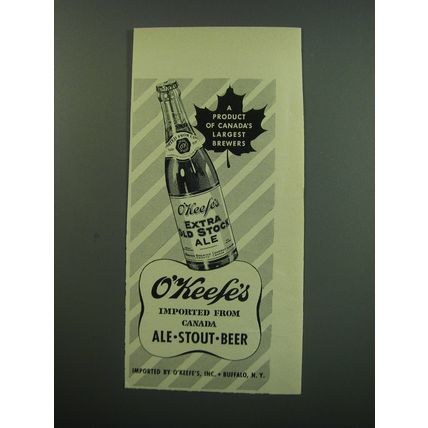 A
PRODUCT
OF CANADA'S
LARGEST
BREWERS
O'Keefe's
EXTRA
OLD STOCK
ALE
O'Keefe's
IMPORTED FROM
CANADA
ALE•STOUT•BEER
IMPORTED BY O'KEEFE'S, INC. • BUFFALO, N. Y.